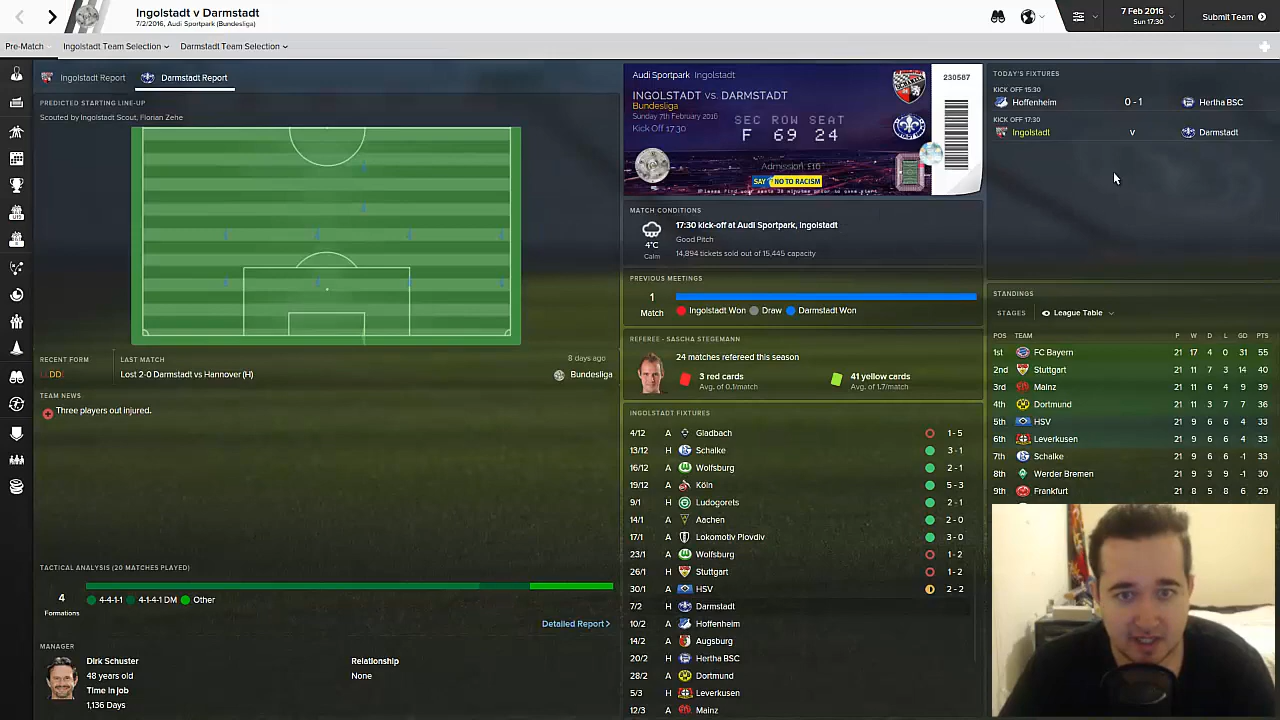 Ingolstadt v Darmstadt
7/2/2016, Audi Sportpark (Bundesliga)
7 Feb 2016
Sun 17:30
Submit Team
Pre-Match
Ingolstadt Team Selection
Darmstadt Team Selection
Ingolstadt Report
Darmstadt Report
PREDICTED STARTING LINE-UP
Scouted by Ingolstadt Scout, Florian Zehe
RECENT FORM
LLDDL
LAST MATCH
8 days ago
Lost 2-0 Darmstadt vs Hannover (H)
Bundesliga
TEAM NEWS
Three players out injured.
TACTICAL ANALYSIS (20 MATCHES PLAYED)
4
Formations
4-4-1-1
4-1-4-1 DM
Other
Detailed Report >
MANAGER
Dirk Schuster
48 years old
Time in job
1,136 Days
Relationship
None
Audi Sportpark Ingolstadt
INGOLSTADT vs. DARMSTADT
Bundesliga
Sunday 7th February 2016
Kick Off 17:30
SEC ROW SEAT
F 69 24
Admission £16
SAY NO TO RACISM
230587
MATCH CONDITIONS
4°C
Calm
17:30 kick-off at Audi Sportpark, Ingolstadt
Good Pitch
14,894 tickets sold out of 15,445 capacity
PREVIOUS MEETINGS
1
Match
Ingolstadt Won
Draw
Darmstadt Won
REFEREE - SASCHA STEGEMANN
24 matches refereed this season
3 red cards
Avg. of 0.1/match
41 yellow cards
Avg. of 1.7/match
INGOLSTADT FIXTURES
4/12 A Gladbach 1-5
13/12 H Schalke 3-1
16/12 A Wolfsburg 2-1
19/12 A Köln 5-3
9/1 H Ludogorets 2-1
14/1 A Aachen 2-0
17/1 A Lokomotiv Plovdiv 3-0
23/1 A Wolfsburg 1-2
26/1 H Stuttgart 1-2
30/1 A HSV 2-2
7/2 H Darmstadt
10/2 H Hoffenheim
14/2 A Augsburg
20/2 H Hertha BSC
28/2 A Dortmund
5/3 H Leverkusen
12/3 A Mainz
TODAY'S FIXTURES
KICK OFF 15:30
Hoffenheim 0 - 1 Hertha BSC
KICK OFF 17:30
Ingolstadt v Darmstadt
STANDINGS
STAGES League Table
POS TEAM P W D L GD PTS
1st FC Bayern 21 17 4 0 31 55
2nd Stuttgart 21 11 7 3 14 40
3rd Mainz 21 11 6 4 9 39
4th Dortmund 21 11 3 7 7 36
5th HSV 21 9 6 6 4 33
6th Leverkusen 21 9 6 6 4 33
7th Schalke 21 9 6 6 -1 33
8th Werder Bremen 21 9 3 9 -1 30
9th Frankfurt 21 8 5 8 6 29